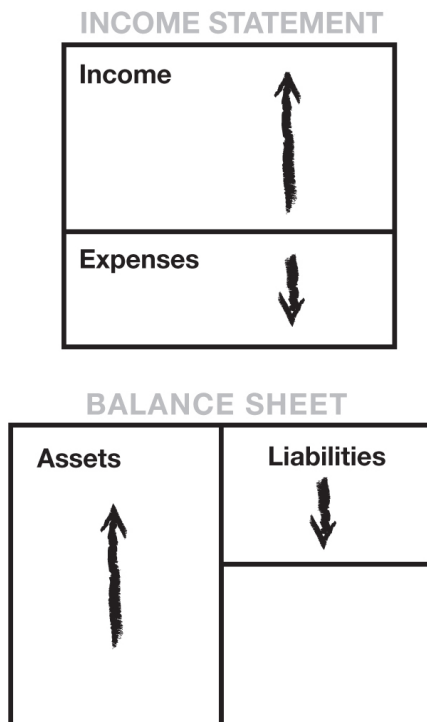 INCOME STATEMENT
Income
Expenses
BALANCE SHEET
Assets
Liabilities